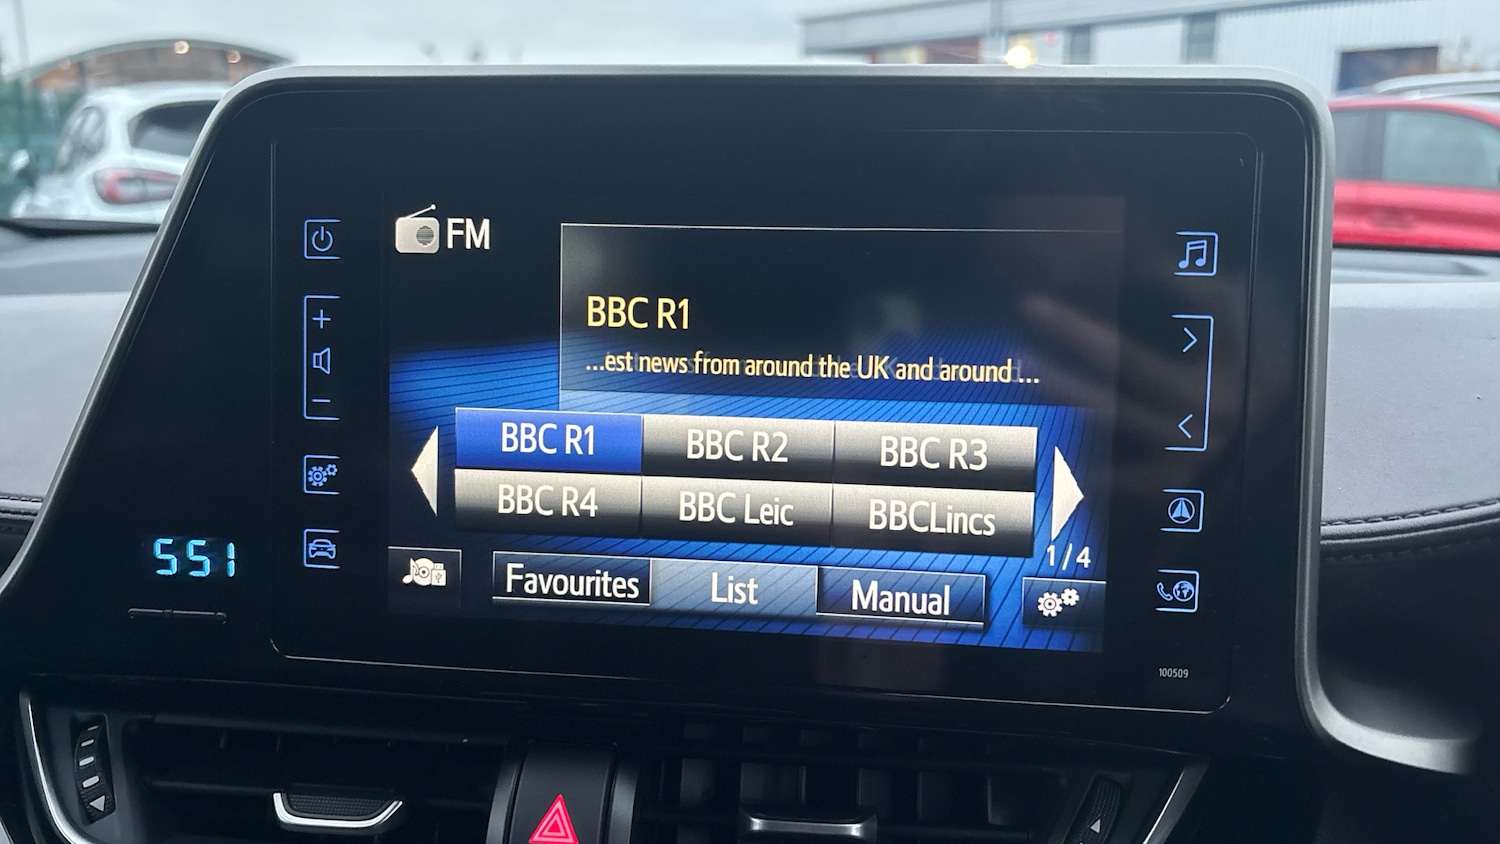 FM
BBC R1
...est news from around the UK and around ...
BBC R1 BBC R2 BBC R3
BBC R4 BBC Leic BBCLincs
1/4
Favourites List Manual
551
100509